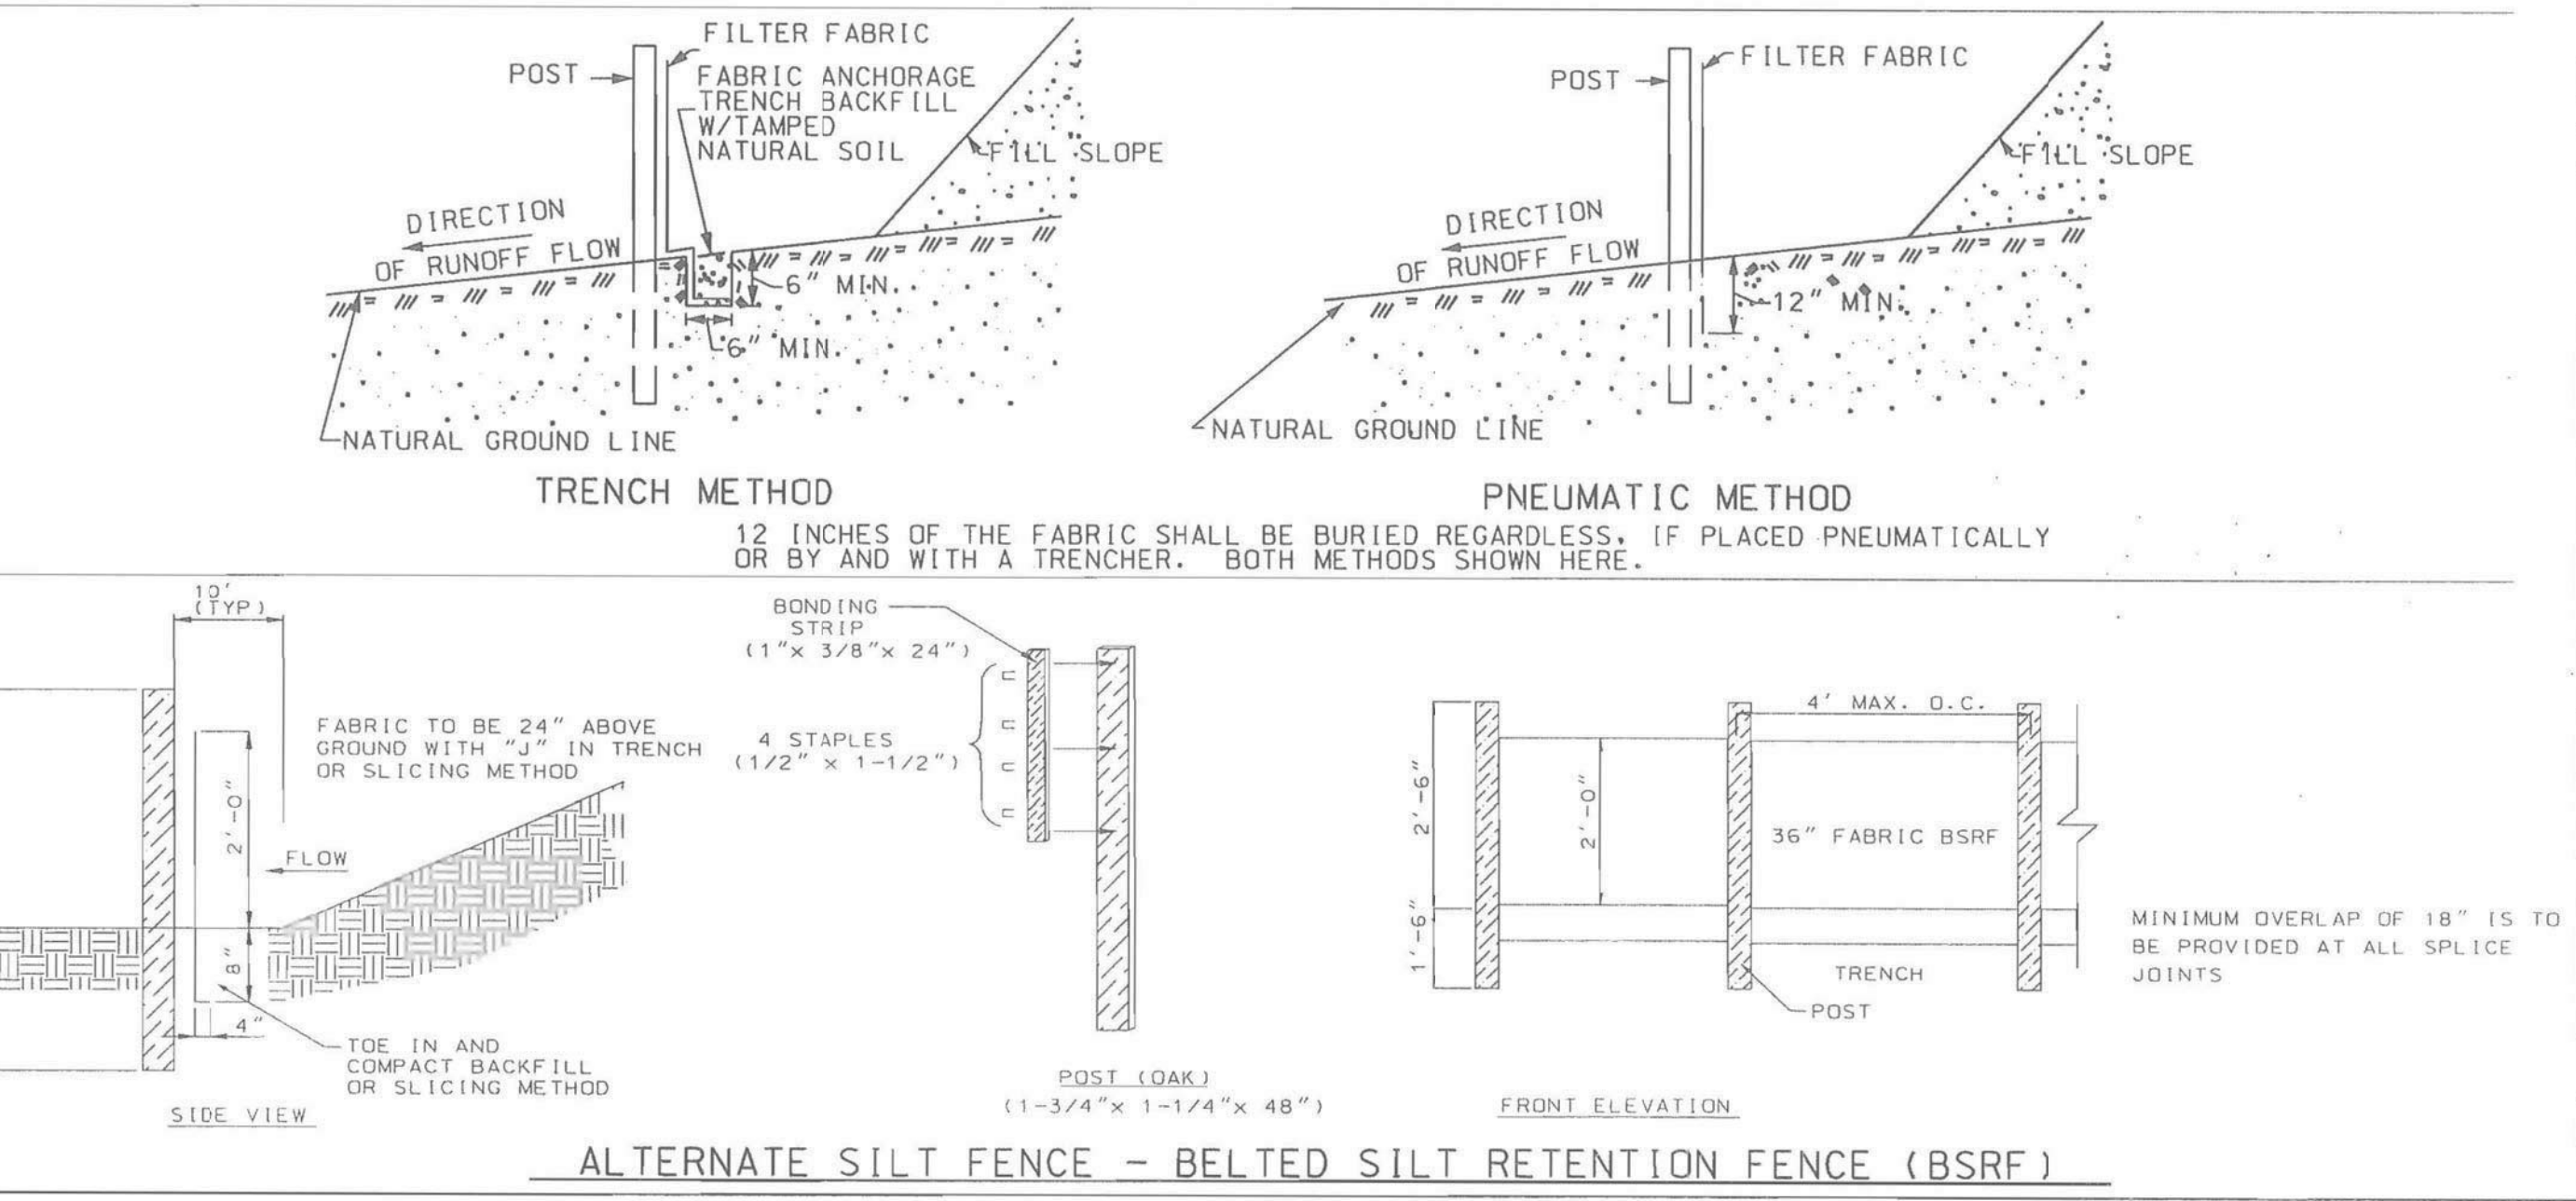 FILTER FABRIC
POST
FABRIC ANCHORAGE
TRENCH BACKFILL
W/TAMPED
NATURAL SOIL
FILL SLOPE
DIRECTION
OF RUNOFF FLOW
6" MIN.
6" MIN.
NATURAL GROUND LINE
TRENCH METHOD
FILTER FABRIC
POST
FILL SLOPE
DIRECTION
OF RUNOFF FLOW
12" MIN.
NATURAL GROUND LINE
PNEUMATIC METHOD
12 INCHES OF THE FABRIC SHALL BE BURIED REGARDLESS, IF PLACED PNEUMATICALLY
OR BY AND WITH A TRENCHER. BOTH METHODS SHOWN HERE.
10'
(TYP)
FABRIC TO BE 24" ABOVE
GROUND WITH "J" IN TRENCH
OR SLICING METHOD
2'-0"
FLOW
8"
4"
TOE IN AND
COMPACT BACKFILL
OR SLICING METHOD
SIDE VIEW
BONDING
STRIP
(1"x 3/8"x 24")
4 STAPLES
(1/2" x 1-1/2")
POST (OAK)
(1-3/4"x 1-1/4"x 48")
4' MAX. O.C.
2'-6"
2'-0"
36" FABRIC BSRF
1'-6"
TRENCH
POST
FRONT ELEVATION
MINIMUM OVERLAP OF 18" IS TO
BE PROVIDED AT ALL SPLICE
JOINTS
ALTERNATE SILT FENCE - BELTED SILT RETENTION FENCE (BSRF)